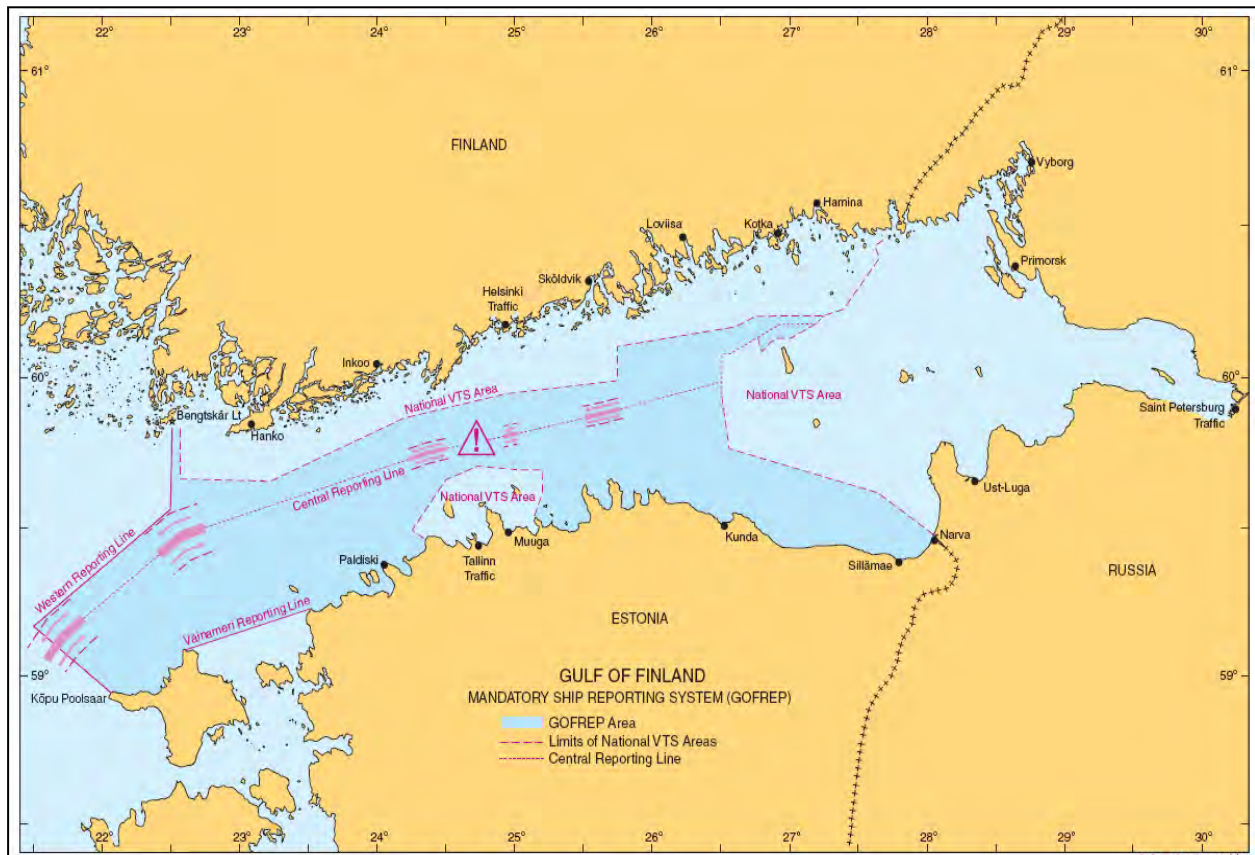 22°
23°
24°
25°
26°
27°
28°
29°
30°
61°
61°
FINLAND
Vyborg
Hamina
Loviisa
Kotka
Primorsk
Sköldvik
Helsinki
Traffic
Inkoo
60°
60°
National VTS Area
National VTS Area
Bengtskär Lt
Hanko
Saint Petersburg
Traffic
!
Central Reporting Line
National VTS Area
Ust-Luga
Western Reporting Line
Paldiski
Tallinn
Traffic
Muuga
Kunda
Narva
Sillämae
RUSSIA
Väinameri Reporting Line
ESTONIA
59°
59°
Kõpu Poolsaar
GULF OF FINLAND
MANDATORY SHIP REPORTING SYSTEM (GOFREP)
GOFREP Area
Limits of National VTS Areas
Central Reporting Line
22°
23°
24°
25°
26°
27°
28°
29°
30°